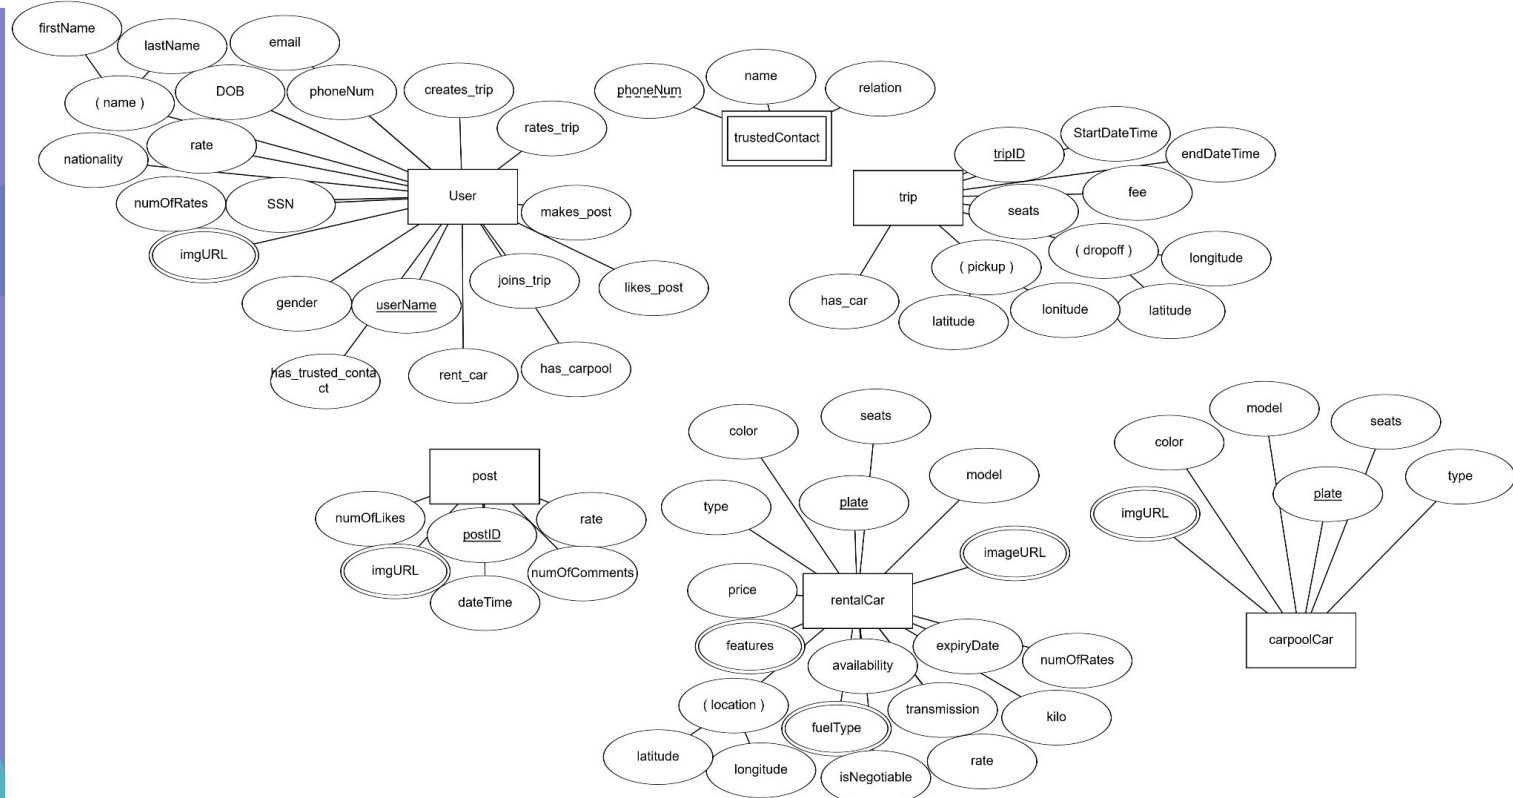 firstName
lastName
email
( name )
DOB
phoneNum
creates_trip
rates_trip
nationality
rate
numOfRates
SSN
imgURL
User
makes_post
gender
userName
joins_trip
likes_post
has_trusted_conta
ct
rent_car
has_carpool
phoneNum
name
relation
trustedContact
trip
tripID
StartDateTime
endDateTime
fee
seats
( pickup )
( dropoff )
longitude
has_car
latitude
lonitude
latitude
post
numOfLikes
postID
rate
imgURL
numOfComments
dateTime
color
seats
type
plate
model
imageURL
price
rentalCar
features
availability
expiryDate
numOfRates
( location )
fuelType
transmission
kilo
latitude
longitude
isNegotiable
rate
color
model
seats
imgURL
plate
type
carpoolCar